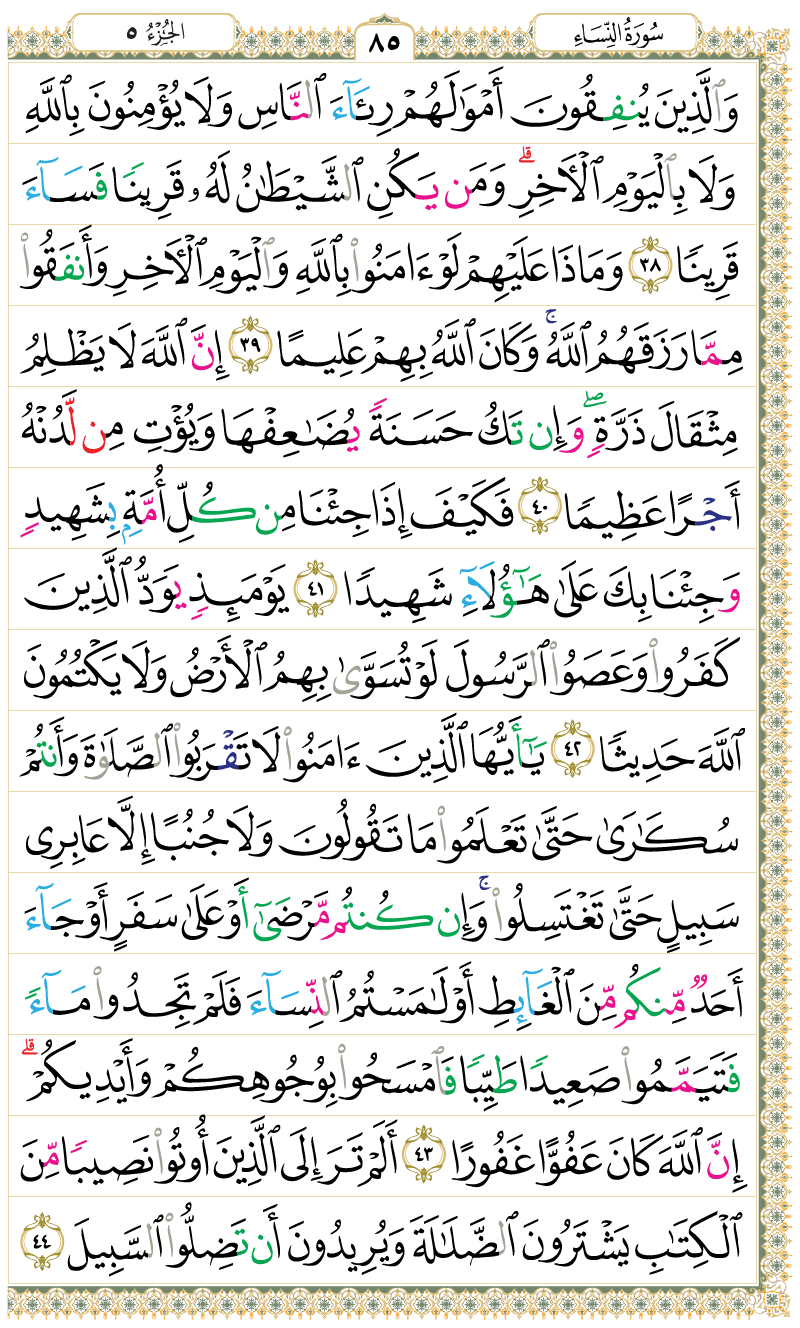 سُورَةُ النِّسَاءِ
٨٥
الجُزْءُ ٥
وَٱلَّذِينَ يُنفِقُونَ أَمْوَٰلَهُمْ رِئَآءَ ٱلنَّاسِ وَلَا يُؤْمِنُونَ بِٱللَّهِ
وَلَا بِٱلْيَوْمِ ٱلْأَخِرِ ۗ وَمَن يَكُنِ ٱلشَّيْطَٰنُ لَهُۥ قَرِينًا فَسَآءَ
قَرِينًا ٣٨ وَمَاذَا عَلَيْهِمْ لَوْ ءَامَنُوا۟ بِٱللَّهِ وَٱلْيَوْمِ ٱلْأَخِرِ وَأَنفَقُوا۟
مِمَّا رَزَقَهُمُ ٱللَّهُ ۚ وَكَانَ ٱللَّهُ بِهِمْ عَلِيمًا ٣٩ إِنَّ ٱللَّهَ لَا يَظْلِمُ
مِثْقَالَ ذَرَّةٍ ۖ وَإِن تَكُ حَسَنَةً يُضَٰعِفْهَا وَيُؤْتِ مِن لَّدُنْهُ
أَجْرًا عَظِيمًا ٤٠ فَكَيْفَ إِذَا جِئْنَا مِن كُلِّ أُمَّةٍۭ بِشَهِيدٍ
وَجِئْنَا بِكَ عَلَىٰ هَٰٓؤُلَآءِ شَهِيدًا ٤١ يَوْمَئِذٍ يَوَدُّ ٱلَّذِينَ
كَفَرُوا۟ وَعَصَوُا۟ ٱلرَّسُولَ لَوْ تُسَوَّىٰ بِهِمُ ٱلْأَرْضُ وَلَا يَكْتُمُونَ
ٱللَّهَ حَدِيثًا ٤٢ يَٰٓأَيُّهَا ٱلَّذِينَ ءَامَنُوا۟ لَا تَقْرَبُوا۟ ٱلصَّلَوٰةَ وَأَنتُمْ
سُكَٰرَىٰ حَتَّىٰ تَعْلَمُوا۟ مَا تَقُولُونَ وَلَا جُنُبًا إِلَّا عَابِرِى
سَبِيلٍ حَتَّىٰ تَغْتَسِلُوا۟ ۚ وَإِن كُنتُم مَّرْضَىٰٓ أَوْ عَلَىٰ سَفَرٍ أَوْ جَآءَ
أَحَدٌ مِّنكُم مِّنَ ٱلْغَآئِطِ أَوْ لَٰمَسْتُمُ ٱلنِّسَآءَ فَلَمْ تَجِدُوا۟ مَآءً
فَتَيَمَّمُوا۟ صَعِيدًا طَيِّبًا فَٱمْسَحُوا۟ بِوُجُوهِكُمْ وَأَيْدِيكُمْ ۗ
إِنَّ ٱللَّهَ كَانَ عَفُوًّا غَفُورًا ٤٣ أَلَمْ تَرَ إِلَى ٱلَّذِينَ أُوتُوا۟ نَصِيبًا مِّنَ
ٱلْكِتَٰبِ يَشْتَرُونَ ٱلضَّلَٰلَةَ وَيُرِيدُونَ أَن تَضِلُّوا۟ ٱلسَّبِيلَ ٤٤